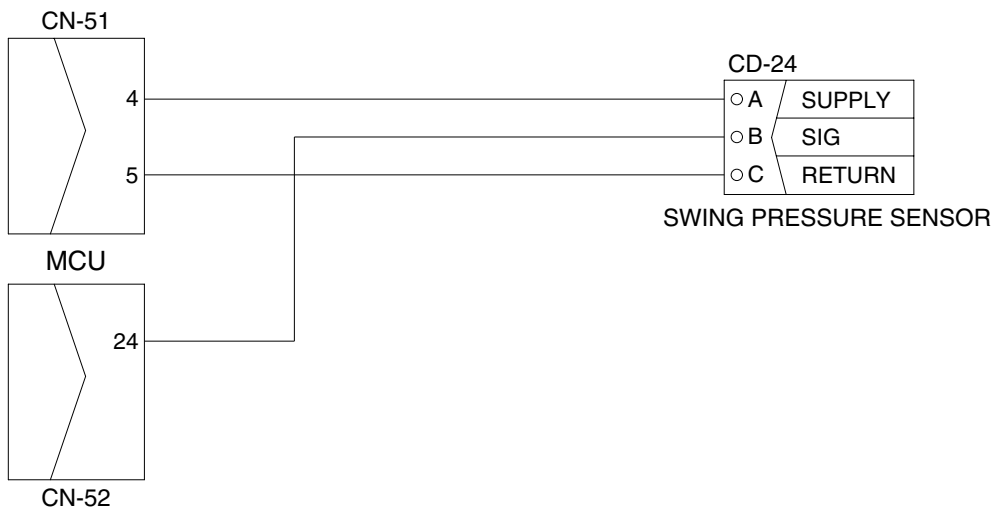 CN-51
CD-24
4
A SUPPLY
B SIG
5
C RETURN
SWING PRESSURE SENSOR
MCU
24
CN-52